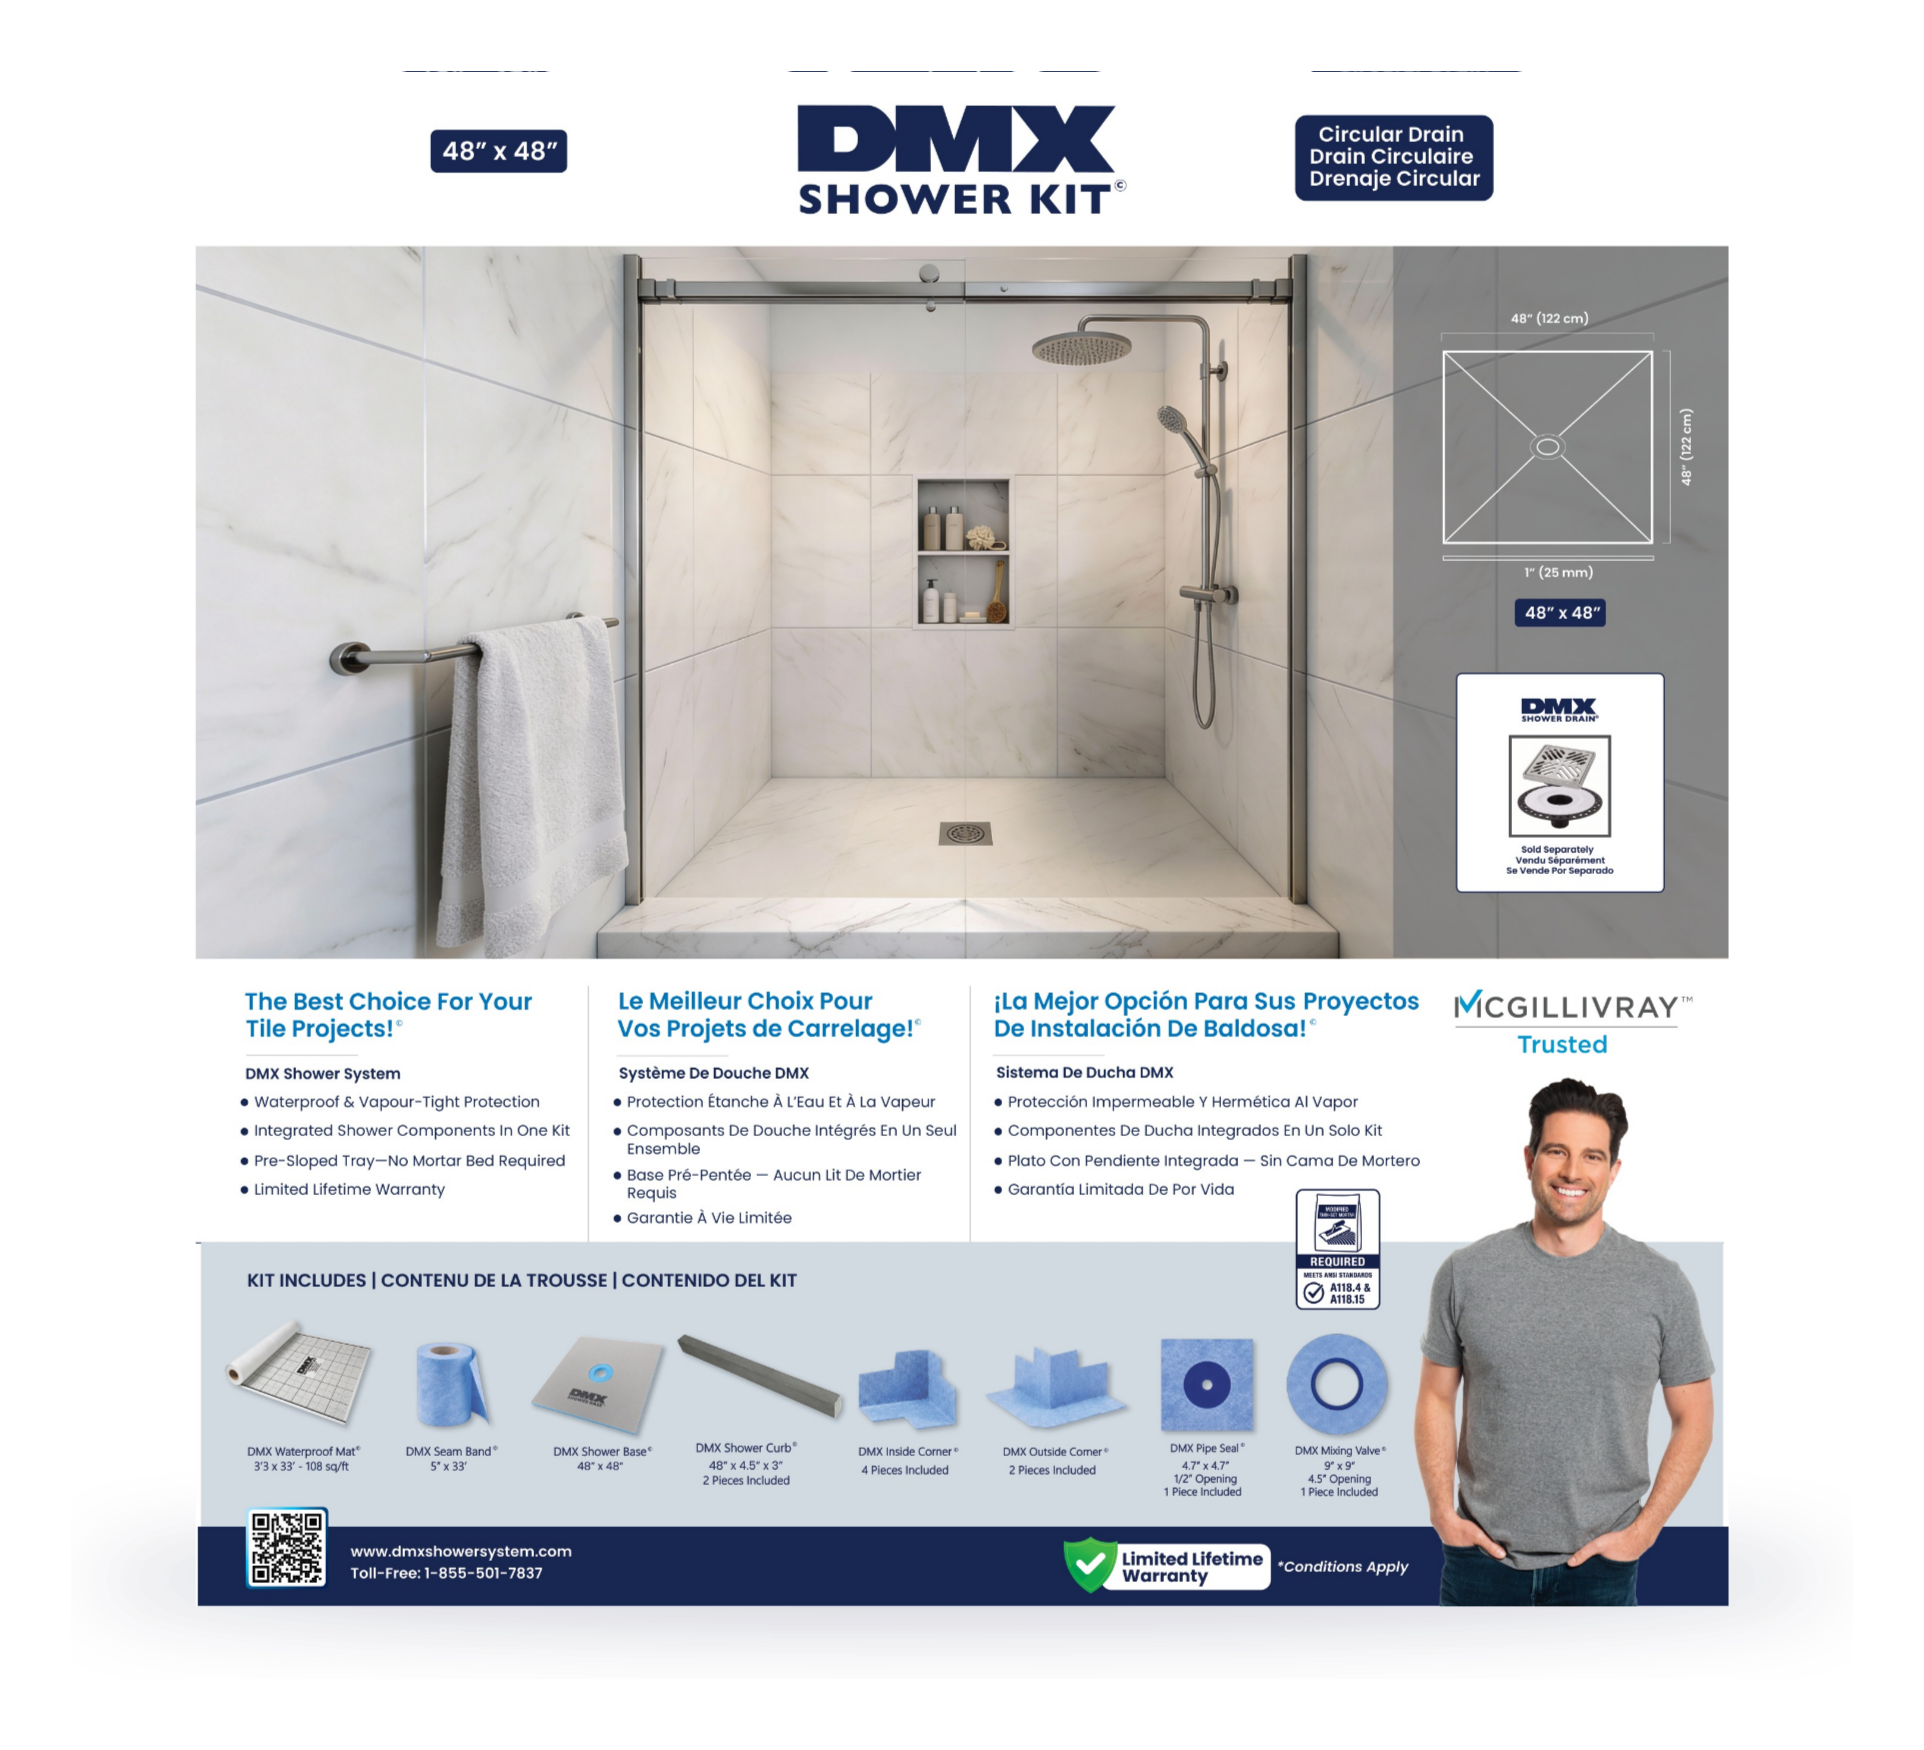 48” x 48”
DMX
SHOWER KIT©
Circular Drain
Drain Circulaire
Drenaje Circular
48” (122 cm)
48” (122 cm)
1” (25 mm)
48” x 48”
DMX
SHOWER DRAIN©
Sold Separately
Vendu Séparément
Se Vende Por Separado
The Best Choice For Your
Tile Projects!©
DMX Shower System
• Waterproof & Vapour-Tight Protection
• Integrated Shower Components In One Kit
• Pre-Sloped Tray—No Mortar Bed Required
• Limited Lifetime Warranty
Le Meilleur Choix Pour
Vos Projets de Carrelage!©
Système De Douche DMX
• Protection Étanche À L’Eau Et À La Vapeur
• Composants De Douche Intégrés En Un Seul
Ensemble
• Base Pré-Pentée — Aucun Lit De Mortier
Requis
• Garantie À Vie Limitée
¡La Mejor Opción Para Sus Proyectos
De Instalación De Baldosa!©
Sistema De Ducha DMX
• Protección Impermeable Y Hermética Al Vapor
• Componentes De Ducha Integrados En Un Solo Kit
• Plato Con Pendiente Integrada — Sin Cama De Mortero
• Garantía Limitada De Por Vida
MCGILLIVRAY™
Trusted
MODIFIED
THIN-SET MORTAR
REQUIRED
MEETS ANSI STANDARDS
A118.4 &
A118.15
KIT INCLUDES | CONTENU DE LA TROUSSE | CONTENIDO DEL KIT
DMX
DMX
SHOWER BASE
DMX Waterproof Mat©
3’3 x 33’ - 108 sq/ft
DMX Seam Band©
5” x 33’
DMX Shower Base©
48” x 48”
DMX Shower Curb©
48” x 4.5” x 3”
2 Pieces Included
DMX Inside Corner©
4 Pieces Included
DMX Outside Corner©
2 Pieces Included
DMX Pipe Seal©
4.7” x 4.7”
1/2” Opening
1 Piece Included
DMX Mixing Valve©
9” x 9”
4.5” Opening
1 Piece Included
www.dmxshowersystem.com
Toll-Free: 1-855-501-7837
Limited Lifetime
Warranty
*Conditions Apply